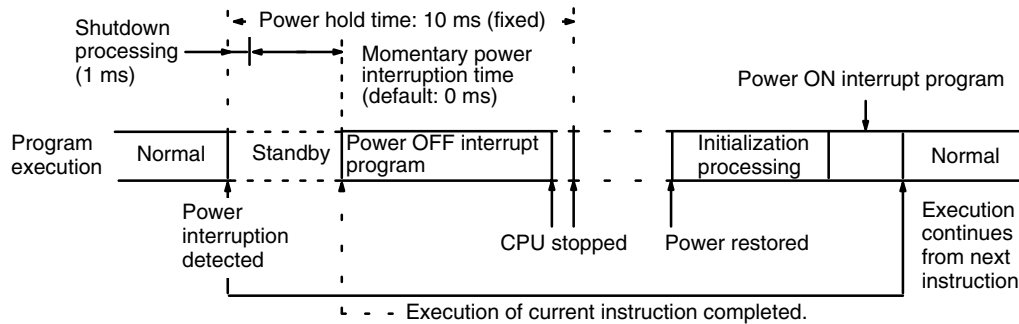 Power hold time: 10 ms (fixed)
Shutdown
processing
(1 ms)
Momentary power
interruption time
(default: 0 ms)
Power ON interrupt program
Program
execution
Normal
Standby
Power OFF interrupt
program
Initialization
processing
Normal
Power
interruption
detected
CPU stopped
Power restored
Execution
continues
from next
instruction
Execution of current instruction completed.